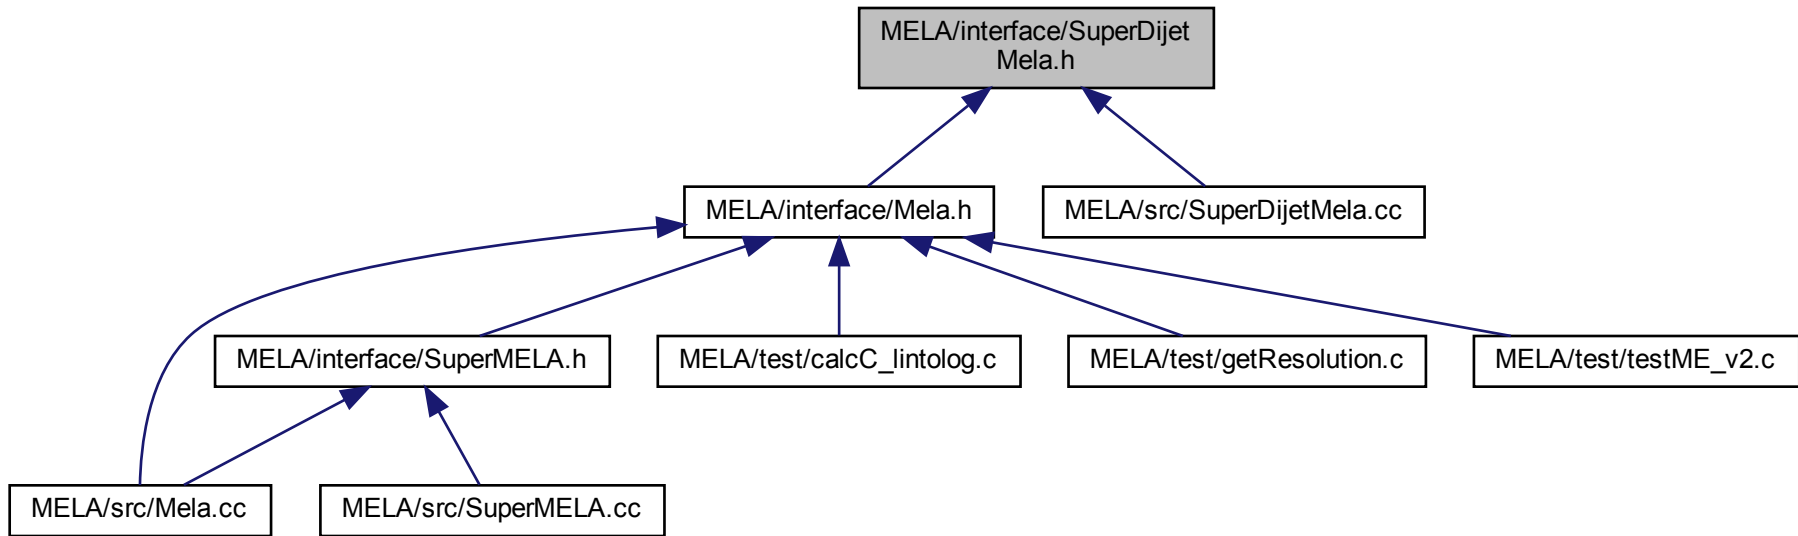 MELA/interface/SuperDijet
Mela.h
MELA/interface/Mela.h
MELA/src/SuperDijetMela.cc
MELA/interface/SuperMELA.h
MELA/test/calcC_lintolog.c
MELA/test/getResolution.c
MELA/test/testME_v2.c
MELA/src/Mela.cc
MELA/src/SuperMELA.cc